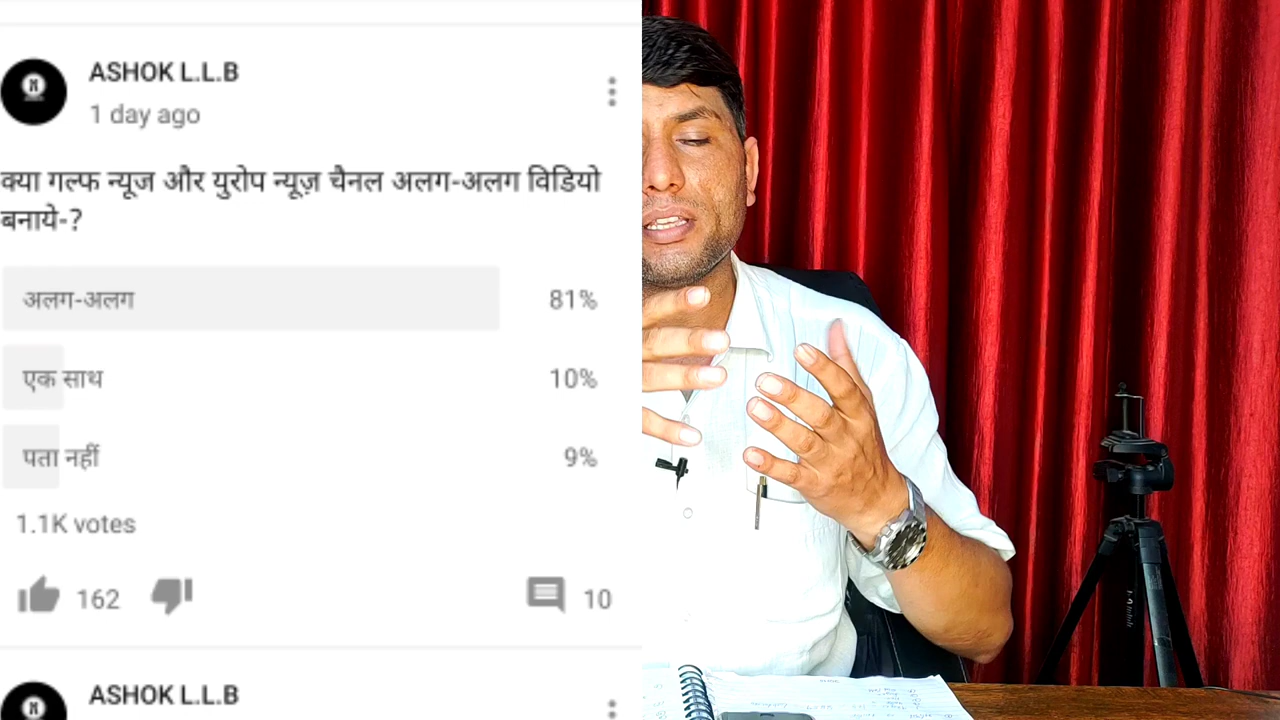 ASHOK L.L.B
1 day ago
क्या गल्फ न्यूज और युरोप न्यूज़ चैनल अलग-अलग विडियो
बनाये-?
अलग-अलग 81%
एक साथ 10%
पता नहीं 9%
1.1K votes
162 10
ASHOK L.L.B